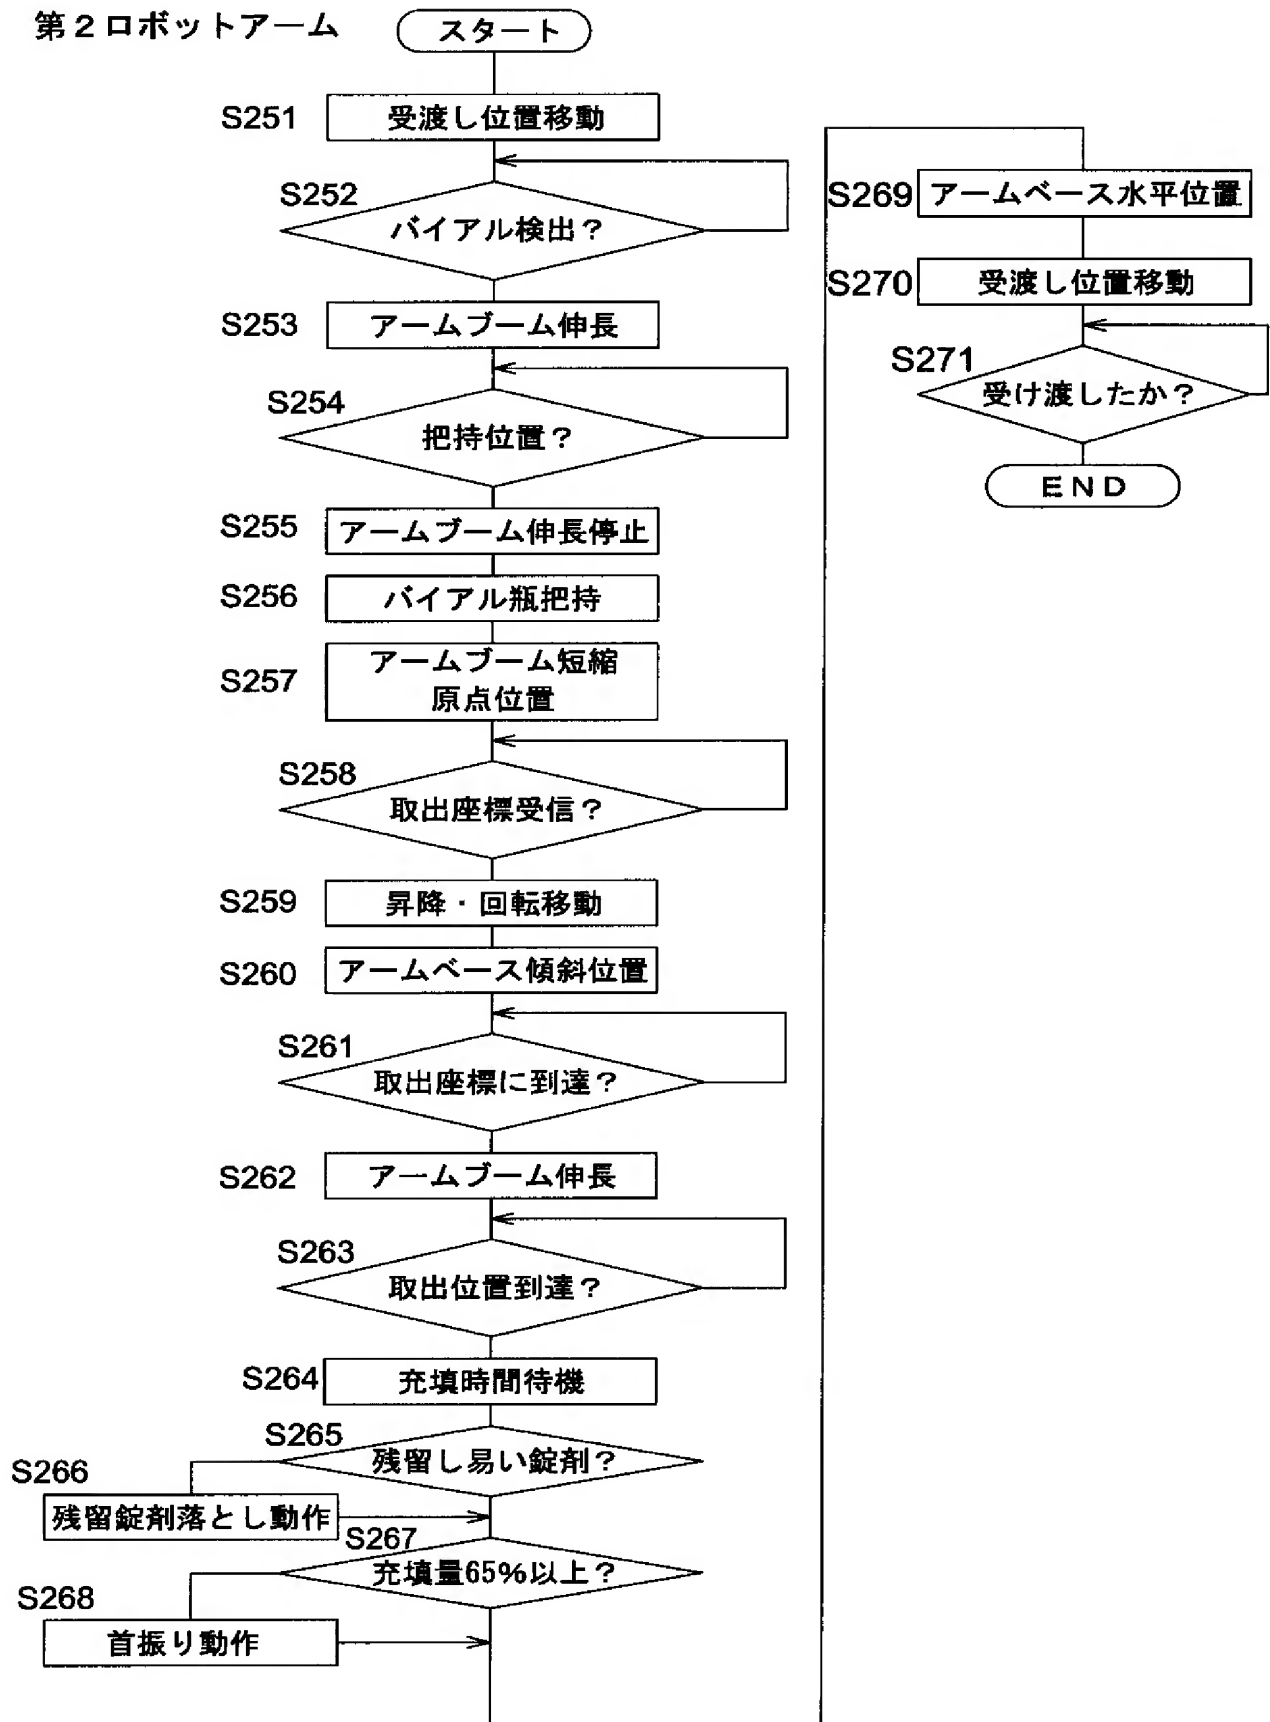 第２ロボットアーム
スタート
S251
受渡し位置移動
S252
バイアル検出？
S253
アームブーム伸長
S254
把持位置？
S255
アームブーム伸長停止
S256
バイアル瓶把持
S257
アームブーム短縮
原点位置
S258
取出座標受信？
S259
昇降・回転移動
S260
アームベース傾斜位置
S261
取出座標に到達？
S262
アームブーム伸長
S263
取出位置到達？
S264
充填時間待機
S265
残留し易い錠剤？
S266
残留錠剤落とし動作
S267
充填量65%以上？
S268
首振り動作
S269
アームベース水平位置
S270
受渡し位置移動
S271
受け渡したか？
ＥＮＤ